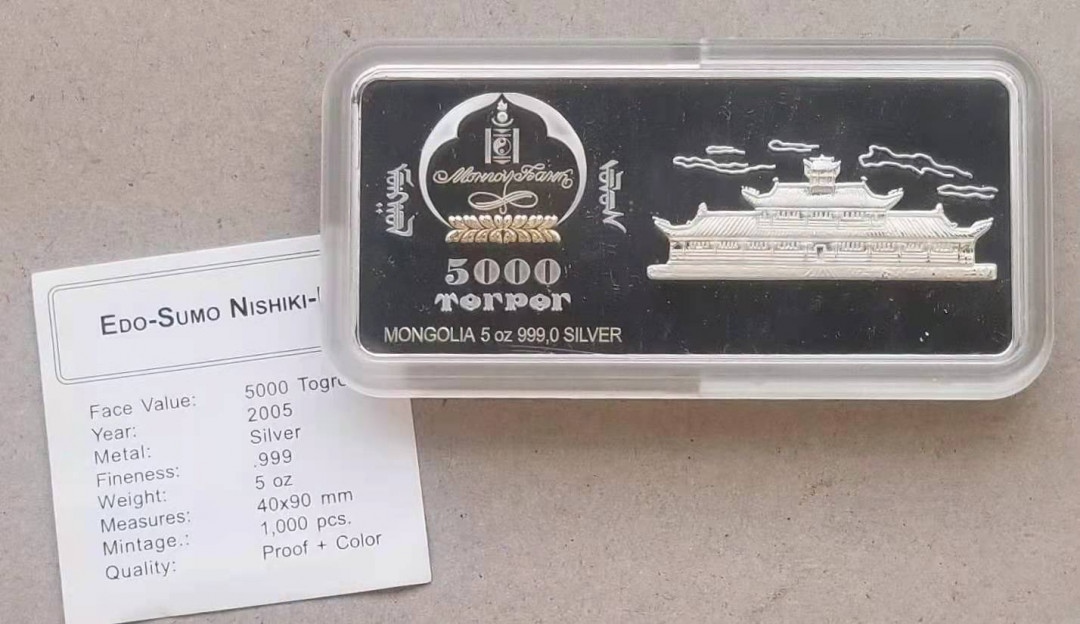 МонголБанк
5000
төгрөг
MONGOLIA 5 oz 999,0 SILVER
EDO-SUMO NISHIKI-
Face Value: 5000
Year: 2005
Metal: Silver
Fineness: .999
Weight: 5 oz
Measures: 40x90 mm
Mintage.: 1,000 pcs.
Quality: Proof + Color